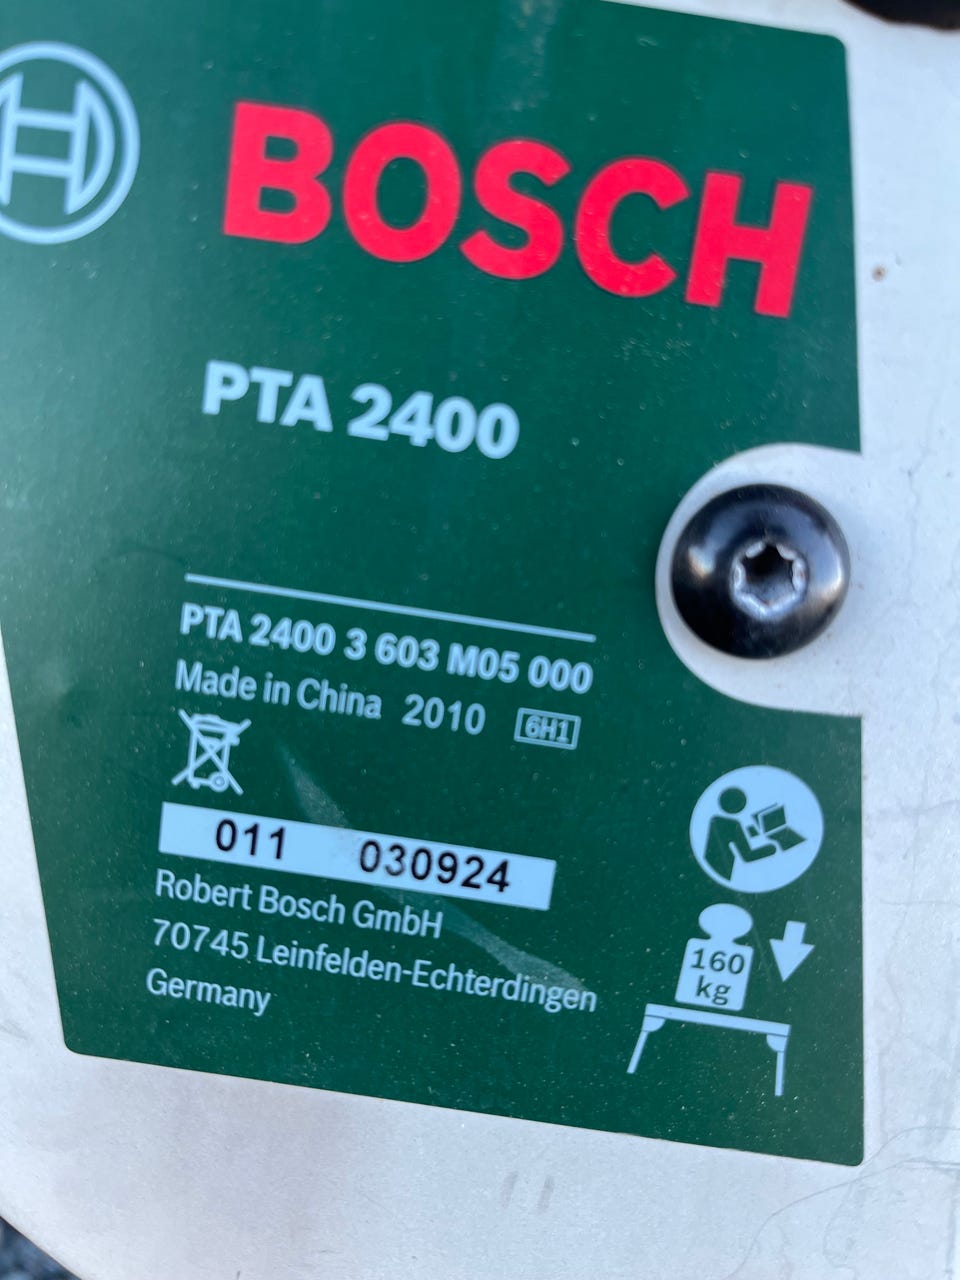 BOSCH
PTA 2400
PTA 2400 3 603 M05 000
Made in China 2010 6H1
011 030924
Robert Bosch GmbH
70745 Leinfelden-Echterdingen
Germany
160
kg